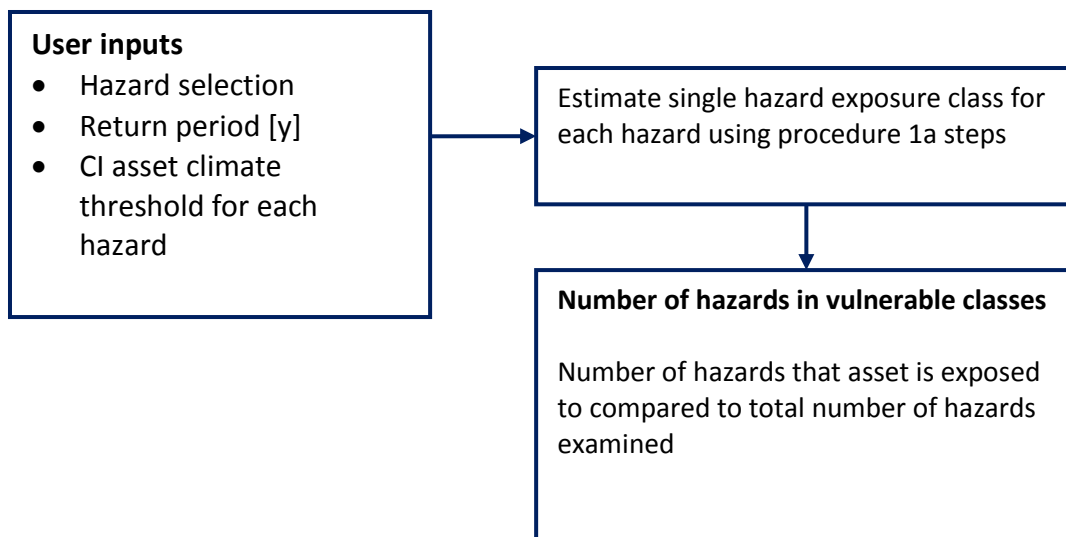 User inputs
• Hazard selection
• Return period [y]
• CI asset climate
threshold for each
hazard
Estimate single hazard exposure class for
each hazard using procedure 1a steps
Number of hazards in vulnerable classes
Number of hazards that asset is exposed
to compared to total number of hazards
examined